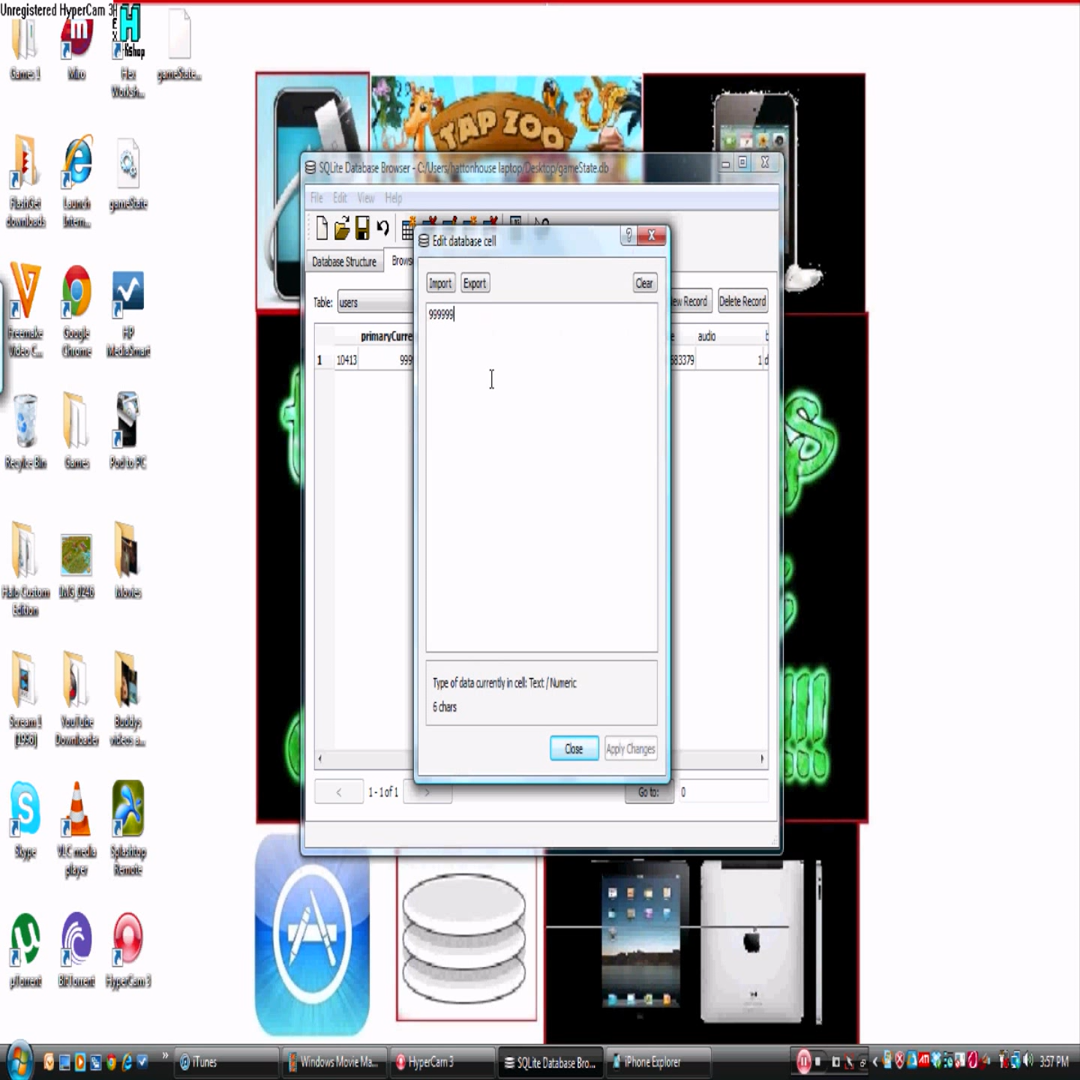 Unregistered HyperCam 3
Games 1
Miro
Hex
Worksh...
gameState...
TAP ZOO
SQLite Database Browser - C:/Users/hattonhouse laptop/Desktop/gameState.db
File Edit View Help
FlashGet
downloads
Launch
Intern...
gameState
Edit database cell
Database Structure
Import Export Clear
Table: users
Delete Record
999999
primaryCurre
audio
1 10413
583379
1
Freemake
Video C...
Google
Chrome
HP
MediaSmart
Recycle Bin
Games
Pod to PC
Halo Custom
Edition
IMG_0946
Movies
Scream 1
[1996]
YouTube
Downloader
Buddys
videos a...
Type of data currently in cell: Text / Numeric
6 chars
Close Apply Changes
< 1 - 1 of 1 > Go to: 0
Skype
VLC media
player
Splashtop
Remote
µTorrent
BitTorrent
HyperCam 3
iTunes
Windows Movie Ma...
HyperCam 3
SQLite Database Bro...
iPhone Explorer
3:57 PM